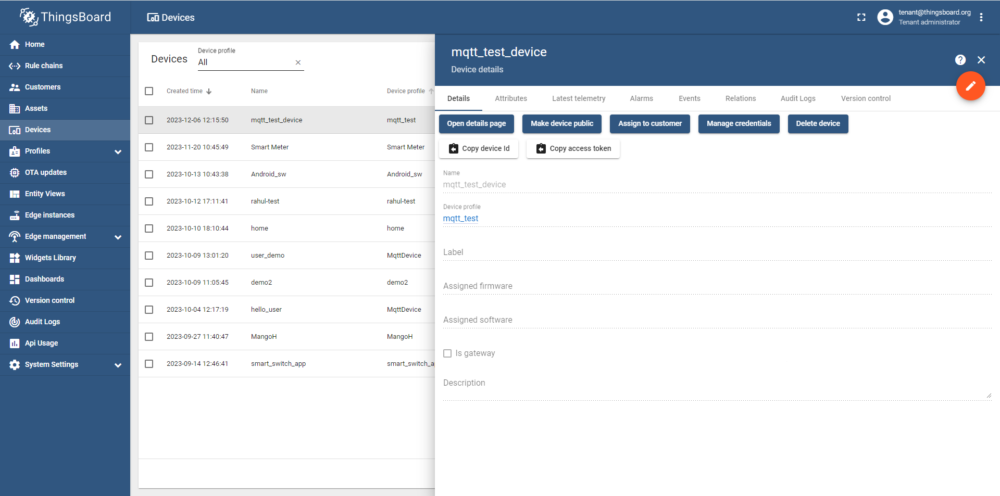 ThingsBoard
Devices
tenant@thingsboard.org
Tenant administrator
Home
Rule chains
Customers
Assets
Devices
Profiles
OTA updates
Entity Views
Edge instances
Edge management
Widgets Library
Dashboards
Version control
Audit Logs
Api Usage
System Settings
Devices
Device profile
All
Created time Name Device profile
2023-12-06 12:15:50 mqtt_test_device mqtt_test
2023-11-20 10:45:49 Smart Meter Smart Meter
2023-10-13 10:43:38 Android_sw Android_sw
2023-10-12 17:11:41 rahul-test rahul-test
2023-10-10 18:10:44 home home
2023-10-09 13:01:20 user_demo MqttDevice
2023-10-09 11:05:45 demo2 demo2
2023-10-04 12:17:19 hello_user MqttDevice
2023-09-27 11:40:47 MangoH MangoH
2023-09-14 12:46:41 smart_switch_app smart_switch_a
mqtt_test_device
Device details
Details Attributes Latest telemetry Alarms Events Relations Audit Logs Version control
Open details page Make device public Assign to customer Manage credentials Delete device
Copy device Id Copy access token
Name
mqtt_test_device
Device profile
mqtt_test
Label
Assigned firmware
Assigned software
Is gateway
Description